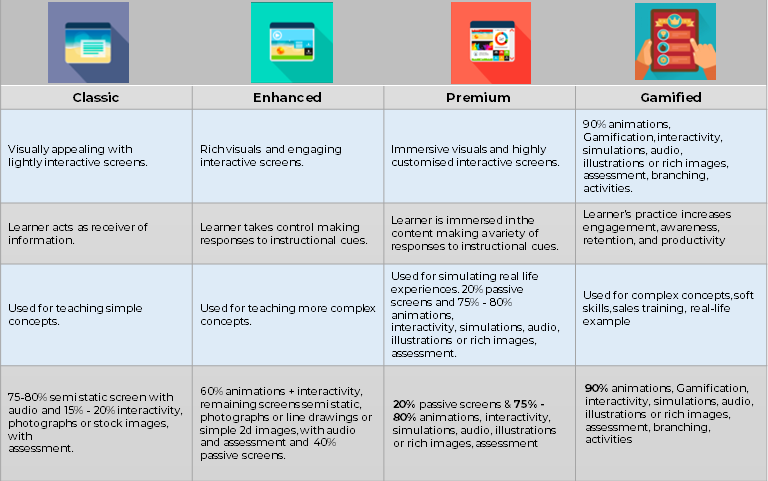 Classic
Enhanced
Premium
Gamified
Visually appealing with
lightly interactive screens.
Rich visuals and engaging
interactive screens.
Immersive visuals and highly
customised interactive screens.
90% animations,
Gamification, interactivity,
simulations, audio,
illustrations or rich images,
assessment, branching,
activities.
Learner acts as receiver of
information.
Learner takes control making
responses to instructional cues.
Learner is immersed in the
content making a variety of
responses to instructional cues.
Learner's practice increases
engagement, awareness,
retention, and productivity
Used for teaching simple
concepts.
Used for teaching more complex
concepts.
Used for simulating real life
experiences. 20% passive
screens and 75% - 80%
animations,
interactivity, simulations, audio,
illustrations or rich images,
assessment.
Used for complex concepts, soft
skills, sales training, real-life
example
75-80% semi static screen with
audio and 15% - 20% interactivity,
photographs or stock images,
with
assessment.
60% animations + interactivity,
remaining screens semi static,
photographs or line drawings or
simple 2d images, with audio
and assessment and 40%
passive screens.
20% passive screens & 75% -
80% animations, interactivity,
simulations, audio, illustrations
or rich images, assessment
90% animations, Gamification,
interactivity, simulations, audio,
illustrations or rich images,
assessment, branching,
activities